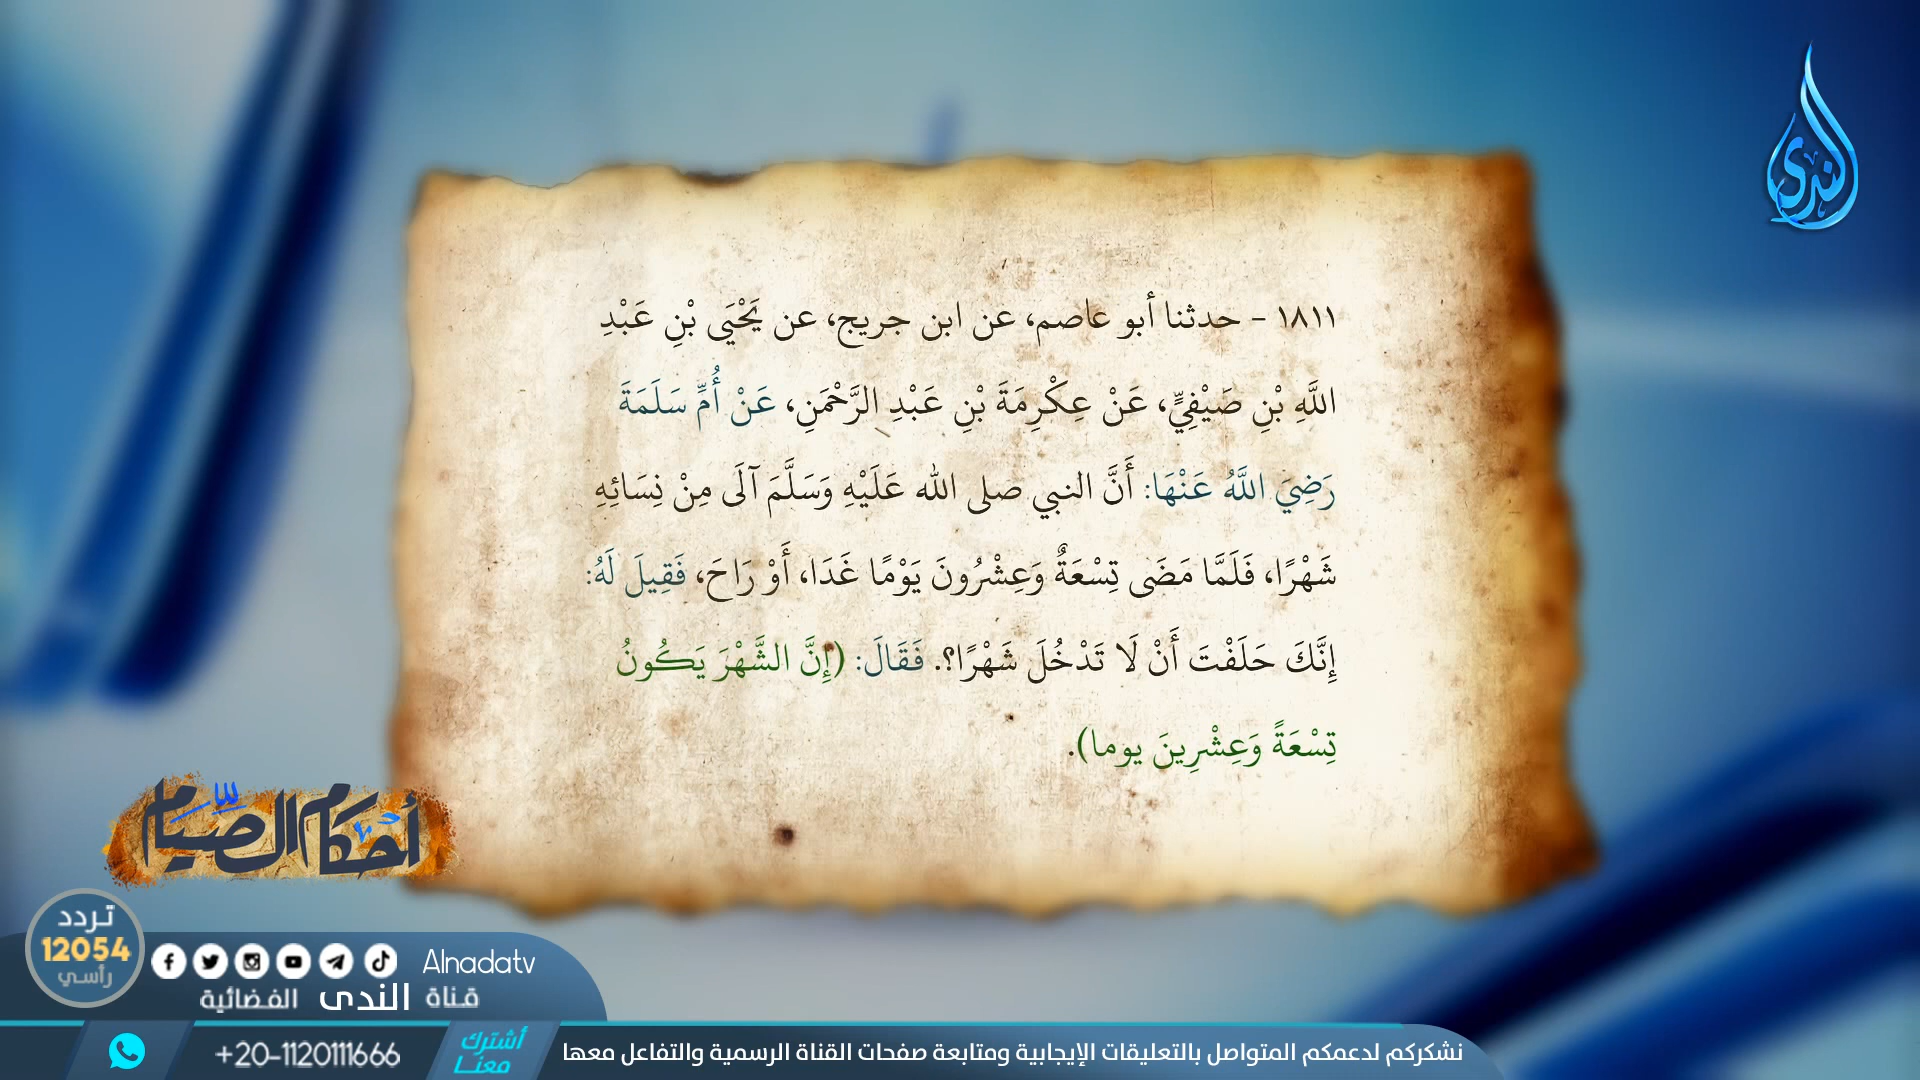 الندى
١٨١١ - حدثنا أبو عاصم، عن ابن جريج، عن يَحْيَى بْنِ عَبْدِ
اللَّهِ بْنِ صَيْفِيٍّ، عَنْ عِكْرِمَةَ بْنِ عَبْدِ الرَّحْمَنِ، عَنْ أُمِّ سَلَمَةَ
رَضِيَ اللَّهُ عَنْهَا: أَنَّ النبي صلى الله عَلَيْهِ وَسَلَّمَ آلَى مِنْ نِسَائِهِ
شَهْرًا، فَلَمَّا مَضَى تِسْعَةٌ وَعِشْرُونَ يَوْمًا غَدَا، أَوْ رَاحَ، فَقِيلَ لَهُ:
إِنَّكَ حَلَفْتَ أَنْ لَا تَدْخُلَ شَهْرًا؟. فَقَالَ: (إِنَّ الشَّهْرَ يَكُونُ
تِسْعَةً وَعِشْرِينَ يوما).
أحكام الصيام
تردد
12054
رأسي
Alnadatv
قناة الندى الفضائية
+20-1120111666
أشترك
معنا
نشكركم لدعمكم المتواصل بالتعليقات الإيجابية ومتابعة صفحات القناة الرسمية والتفاعل معها